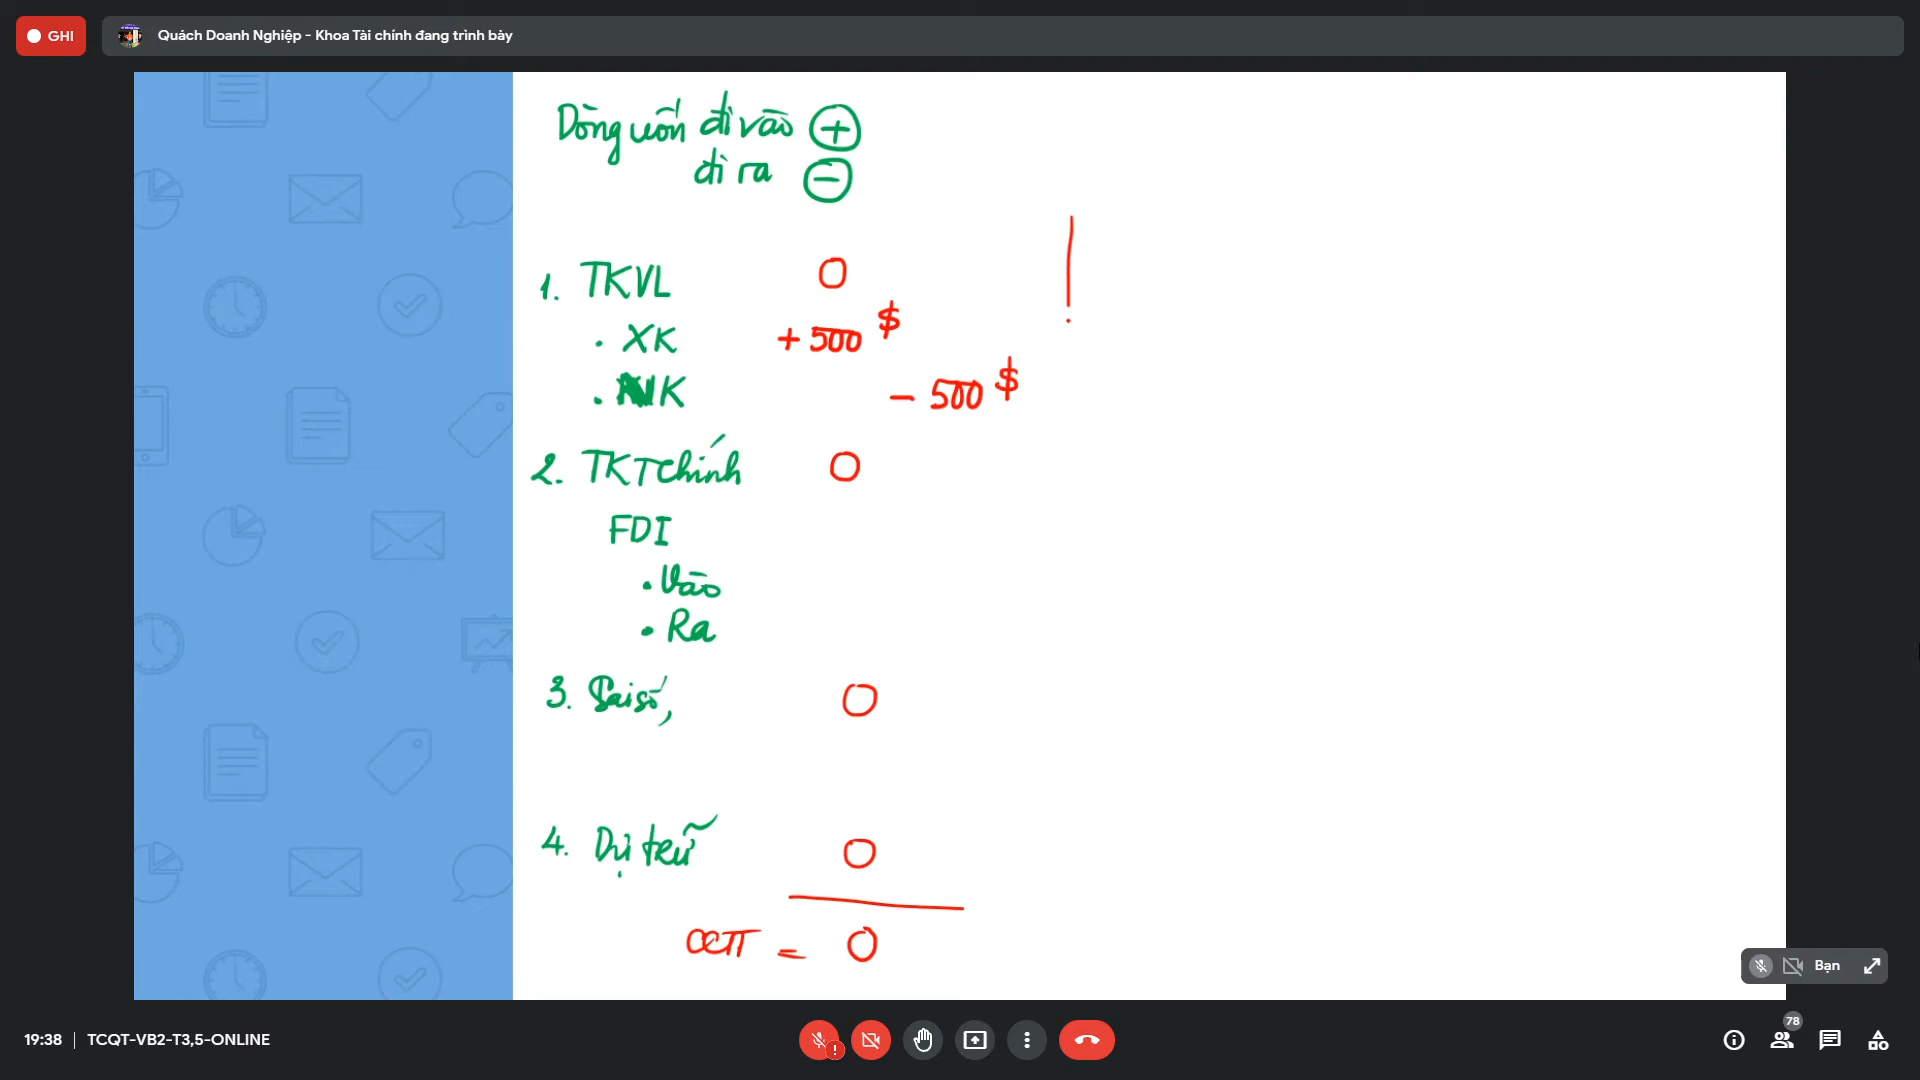 GHI
Quách Doanh Nghiệp - Khoa Tài chính đang trình bày
Dòng vốn đi vào +
đi ra -
1. TKVL 0
. XK + 500 $
. NK - 500 $
2. TKTChính 0
FDI
. Vào
. Ra
3. Sai số, 0
4. Dự trữ 0
CCTT = 0
Bạn
19:38 | TCQT-VB2-T3,5-ONLINE
78